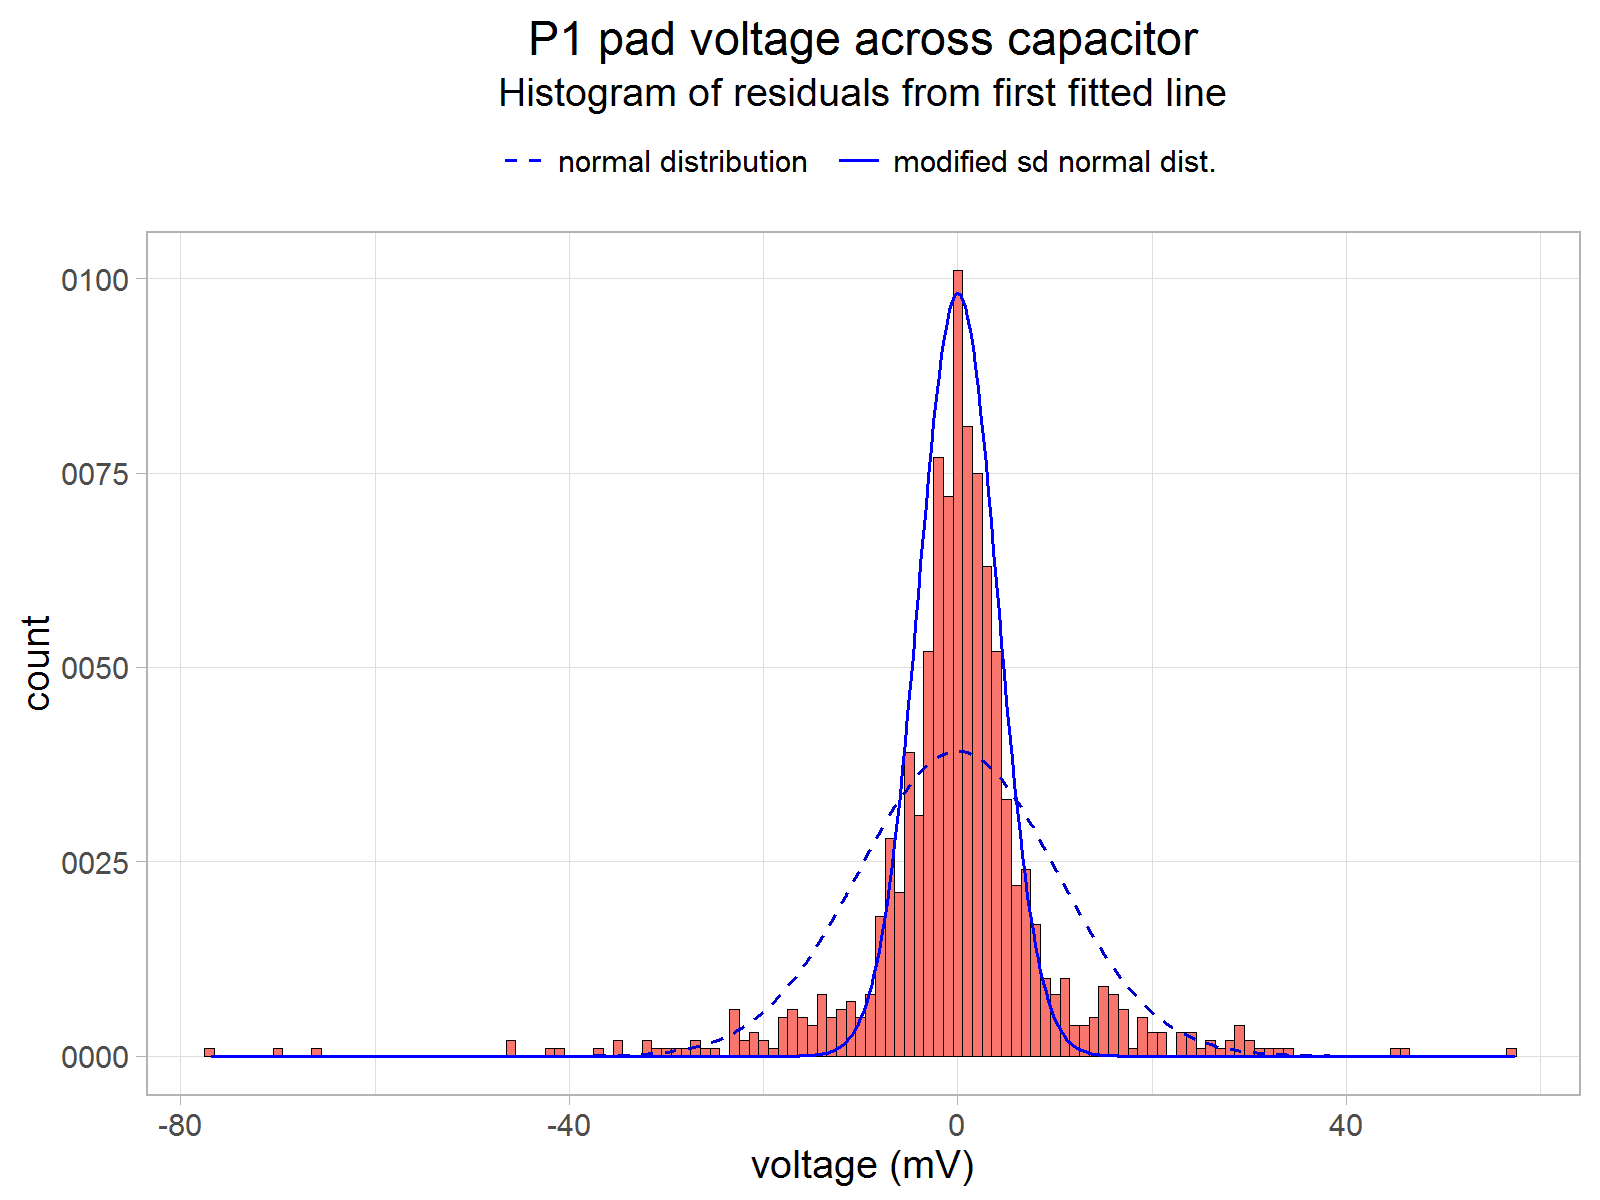 P1 pad voltage across capacitor
Histogram of residuals from first fitted line
normal distribution modified sd normal dist.
0100
0075
0050
0025
0000
count
-80 -40 0 40
voltage (mV)